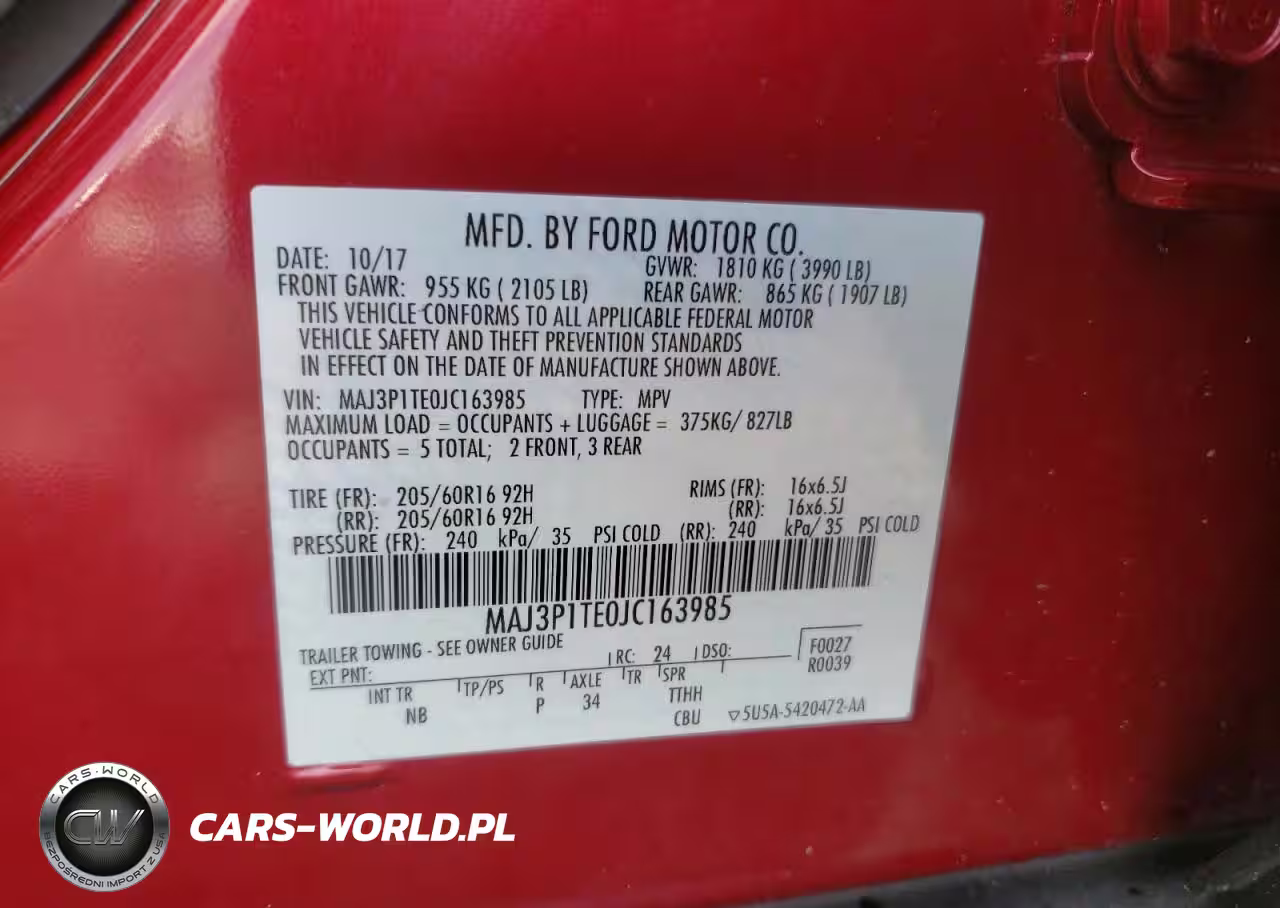 MFD. BY FORD MOTOR CO.
DATE: 10/17 GVWR: 1810 KG ( 3990 LB)
FRONT GAWR: 955 KG ( 2105 LB) REAR GAWR: 865 KG ( 1907 LB)
THIS VEHICLE CONFORMS TO ALL APPLICABLE FEDERAL MOTOR
VEHICLE SAFETY AND THEFT PREVENTION STANDARDS
IN EFFECT ON THE DATE OF MANUFACTURE SHOWN ABOVE.
VIN: MAJ3P1TE0JC163985 TYPE: MPV
MAXIMUM LOAD = OCCUPANTS + LUGGAGE = 375KG/ 827LB
OCCUPANTS = 5 TOTAL; 2 FRONT, 3 REAR
TIRE (FR): 205/60R16 92H RIMS (FR): 16x6.5J
(RR): 205/60R16 92H (RR): 16x6.5J
PRESSURE (FR): 240 kPa/ 35 PSI COLD (RR): 240 kPa/ 35 PSI COLD
MAJ3P1TE0JC163985
TRAILER TOWING - SEE OWNER GUIDE
EXT PNT: RC: 24 DSO: F0027
R0039
INT TR TP/PS R AXLE TR SPR
NB P 34 TTHH
CBU ▽5U5A-5420472-AA
CARS-WORLD
CW
BEZPOŚREDNI IMPORT Z USA
CARS-WORLD.PL